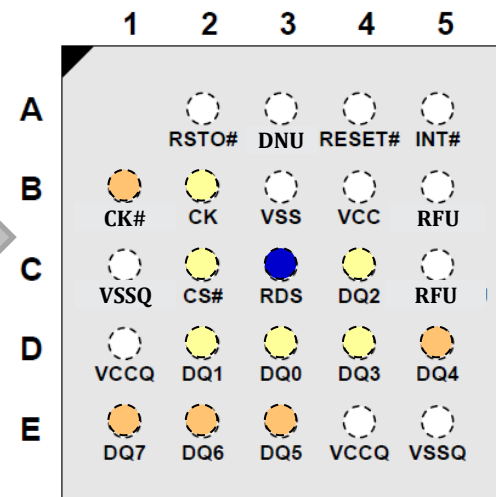 1 2 3 4 5
A
RSTO# DNU RESET# INT#
B
CK# CK VSS VCC RFU
C
VSSQ CS# RDS DQ2 RFU
D
VCCQ DQ1 DQ0 DQ3 DQ4
E
DQ7 DQ6 DQ5 VCCQ VSSQ